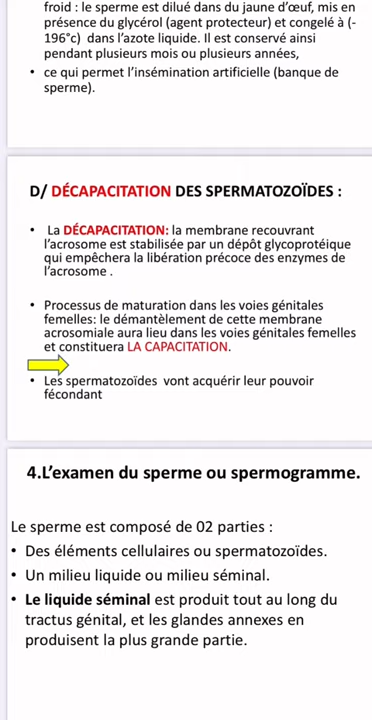 froid : le sperme est dilué dans du jaune d'œuf, mis en
présence du glycérol (agent protecteur) et congelé à (-
196°c) dans l'azote liquide. Il est conservé ainsi
pendant plusieurs mois ou plusieurs années,
• ce qui permet l'insémination artificielle (banque de
sperme).
D/ DÉCAPACITATION DES SPERMATOZOÏDES :
• La DÉCAPACITATION: la membrane recouvrant
l'acrosome est stabilisée par un dépôt glycoprotéique
qui empêchera la libération précoce des enzymes de
l'acrosome .
• Processus de maturation dans les voies génitales
femelles: le démantèlement de cette membrane
acrosomiale aura lieu dans les voies génitales femelles
et constituera LA CAPACITATION.
• Les spermatozoïdes vont acquérir leur pouvoir
fécondant
4.L'examen du sperme ou spermogramme.
Le sperme est composé de 02 parties :
• Des éléments cellulaires ou spermatozoïdes.
• Un milieu liquide ou milieu séminal.
• Le liquide séminal est produit tout au long du
tractus génital, et les glandes annexes en
produisent la plus grande partie.